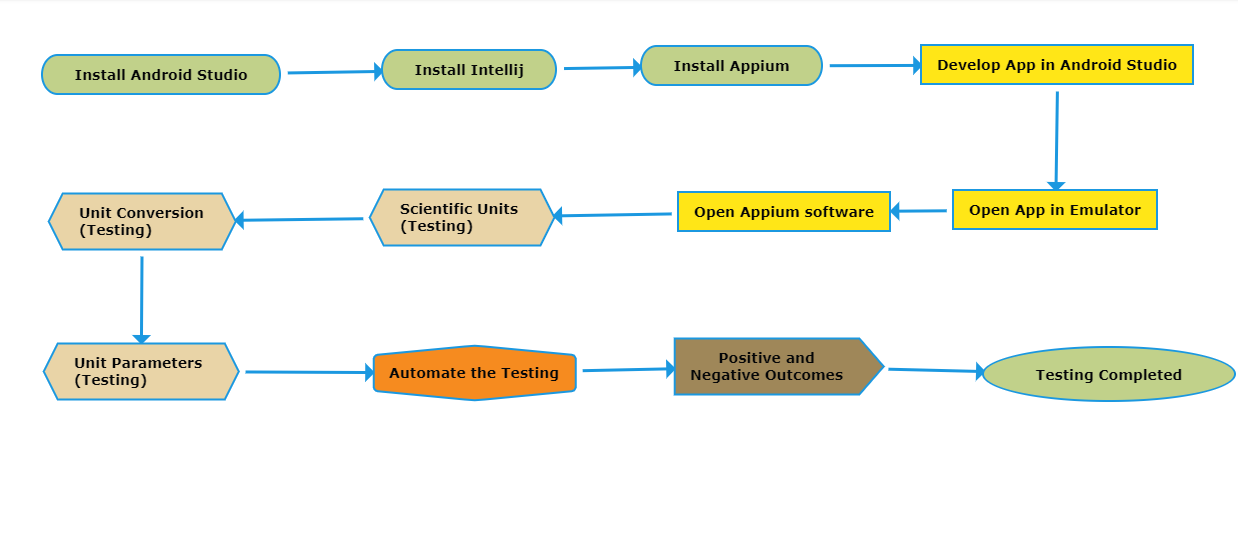 Install Android Studio
Install Intellij
Install Appium
Develop App in Android Studio
Open App in Emulator
Open Appium software
Scientific Units
(Testing)
Unit Conversion
(Testing)
Unit Parameters
(Testing)
Automate the Testing
Positive and
Negative Outcomes
Testing Completed